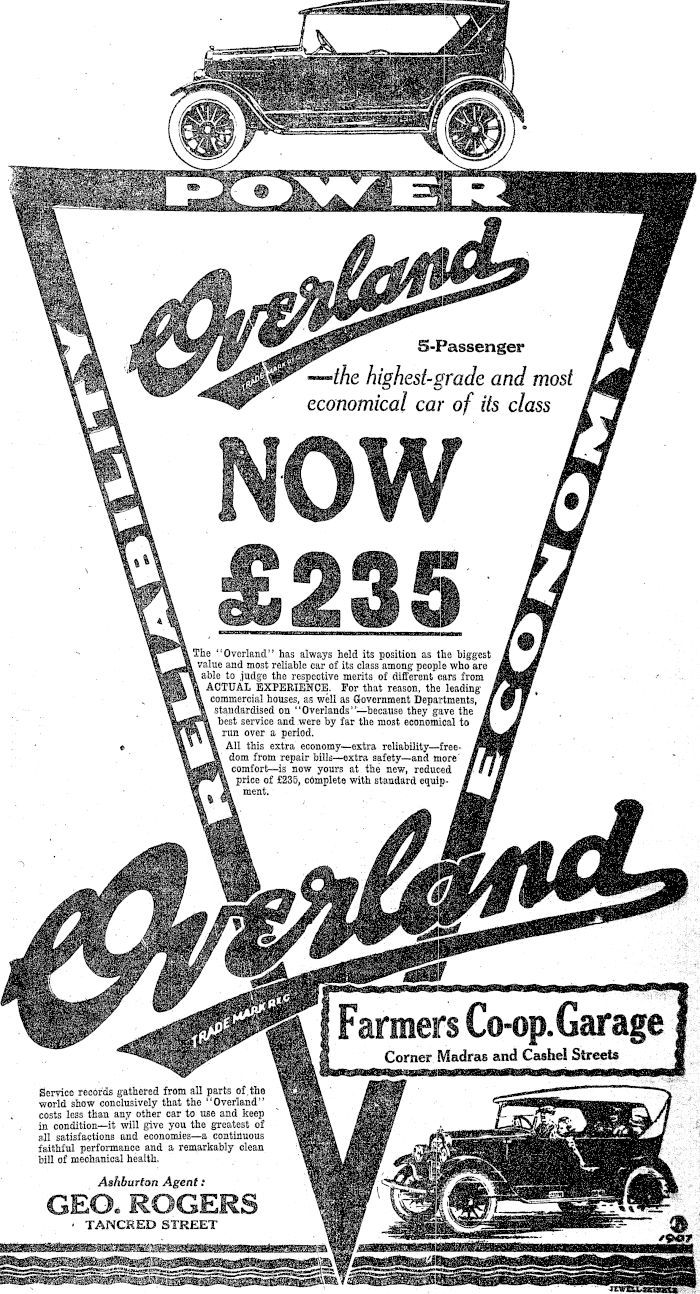 POWER
RELIABILITY
ECONOMY
Overland
TRADE MARK REG
5-Passenger
—the highest-grade and most
economical car of its class
NOW
£235
The "Overland" has always held its position as the biggest
value and most reliable car of its class among people who are
able to judge the respective merits of different cars from
ACTUAL EXPERIENCE. For that reason, the leading
commercial houses, as well as Government Departments,
standardised on "Overlands"—because they gave the
best service and were by far the most economical to
run over a period.
All this extra economy—extra reliability—free-
dom from repair bills—extra safety—and more
comfort—is now yours at the new, reduced
price of £235, complete with standard equip-
ment.
Overland
TRADE MARK REG
Farmers Co-op. Garage
Corner Madras and Cashel Streets
Service records gathered from all parts of the
world show conclusively that the "Overland"
costs less than any other car to use and keep
in condition—it will give you the greatest of
all satisfactions and economies—a continuous
faithful performance and a remarkably clean
bill of mechanical health.
Ashburton Agent:
GEO. ROGERS
TANCRED STREET
1907